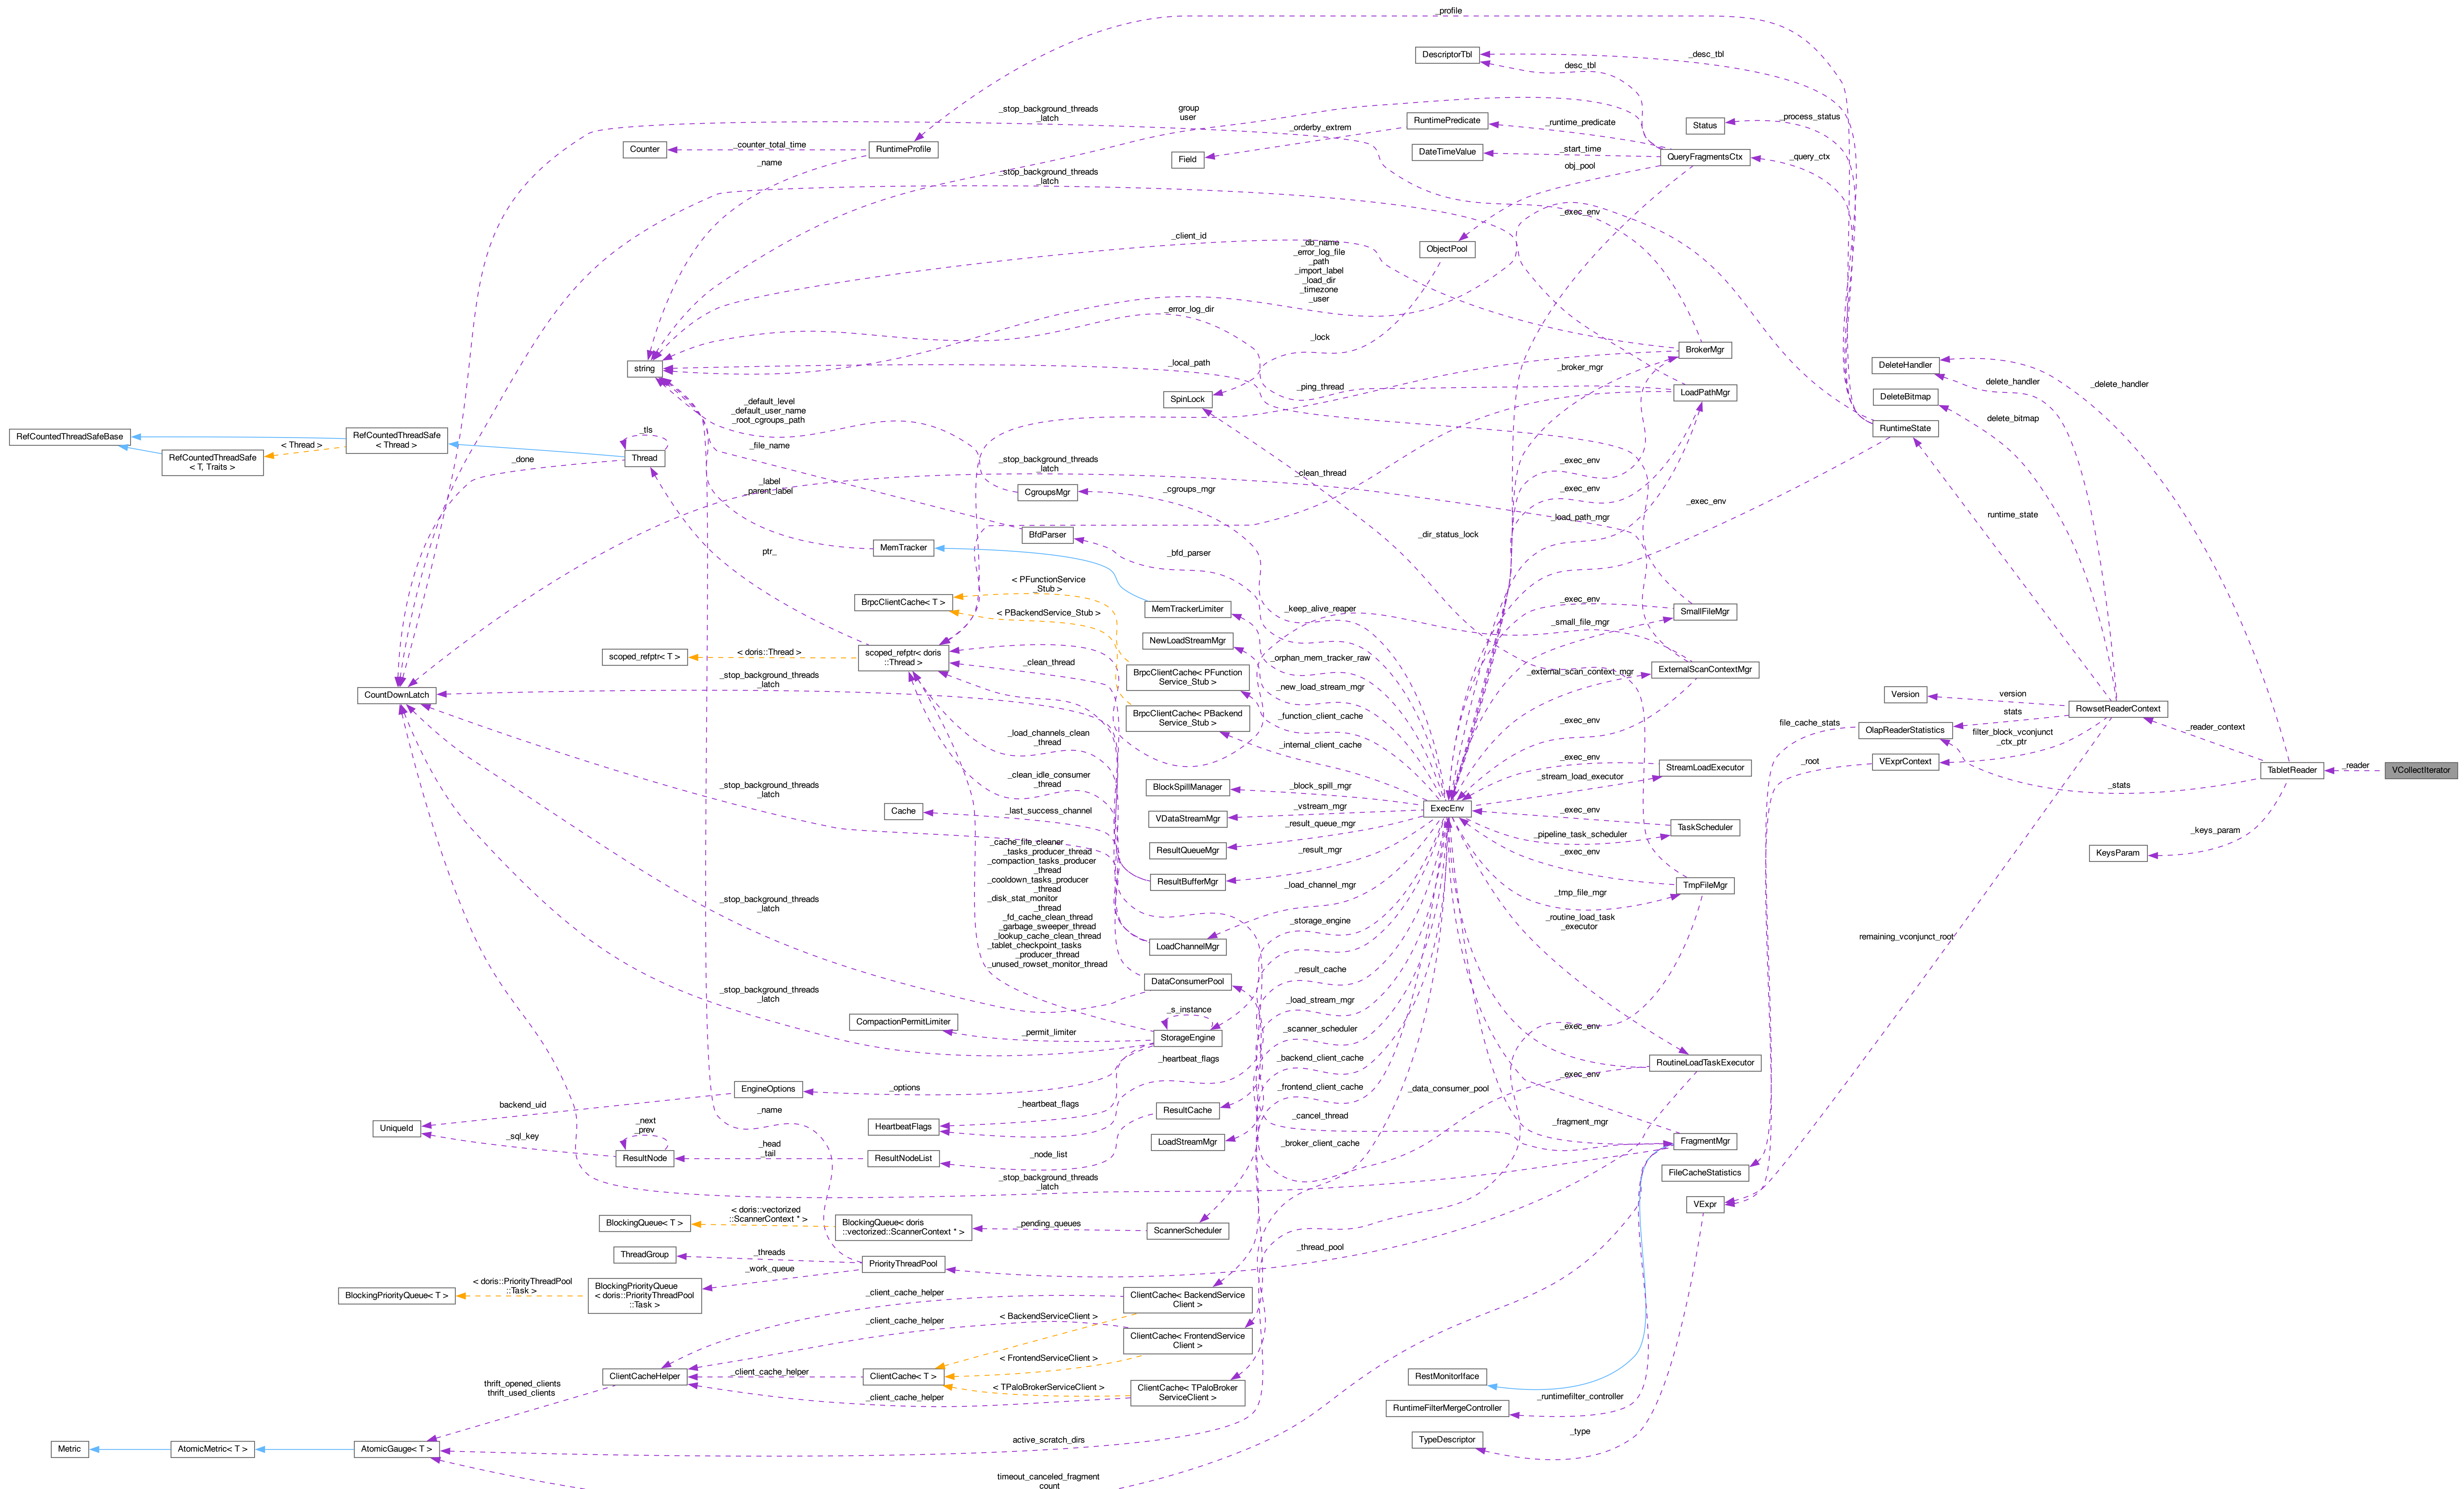 _profile
DescriptorTbl
_desc_tbl
desc_tbl
_stop_background_threads
_latch
group
user
_orderby_extrem
RuntimePredicate
_runtime_predicate
Status
_process_status
Counter
_counter_total_time
RuntimeProfile
Field
DateTimeValue
_start_time
QueryFragmentsCtx
_query_ctx
_name
obj_pool
_stop_background_threads
_latch
_exec_env
_client_id
_db_name
_error_log_file
_path
_import_label
_load_dir
_timezone
_user
ObjectPool
_error_log_dir
_lock
BrokerMgr
string
_local_path
_broker_mgr
_ping_thread
DeleteHandler
delete_handler
_delete_handler
SpinLock
LoadPathMgr
DeleteBitmap
delete_bitmap
_default_level
_default_user_name
_root_cgroups_path
RuntimeState
RefCountedThreadSafeBase
RefCountedThreadSafe
< Thread >
< Thread >
RefCountedThreadSafe
< T, Traits >
_tls
Thread
_done
_file_name
_stop_background_threads
_latch
_clean_thread
_exec_env
_exec_env
_exec_env
_label
_parent_label
CgroupsMgr
_cgroups_mgr
_load_path_mgr
runtime_state
BfdParser
_dir_status_lock
ptr_
MemTracker
_bfd_parser
< PFunctionService
_Stub >
BrpcClientCache< T >
< PBackendService_Stub >
MemTrackerLimiter
_keep_alive_reaper
_exec_env
SmallFileMgr
_small_file_mgr
NewLoadStreamMgr
scoped_refptr< T >
< doris::Thread >
scoped_refptr< doris
::Thread >
_clean_thread
_orphan_mem_tracker_raw
BrpcClientCache< PFunction
Service_Stub >
_external_scan_context_mgr
ExternalScanContextMgr
_stop_background_threads
_latch
CountDownLatch
_new_load_stream_mgr
BrpcClientCache< PBackend
Service_Stub >
_function_client_cache
_exec_env
Version
version
RowsetReaderContext
stats
file_cache_stats
OlapReaderStatistics
filter_block_vconjunct
_ctx_ptr
_reader_context
_load_channels_clean
_thread
_internal_client_cache
_exec_env
StreamLoadExecutor
_root
VExprContext
TabletReader
_reader
VCollectIterator
_stats
_clean_idle_consumer
_thread
_stream_load_executor
BlockSpillManager
_block_spill_mgr
_stop_background_threads
_latch
Cache
_last_success_channel
VDataStreamMgr
_vstream_mgr
ExecEnv
_exec_env
_result_queue_mgr
TaskScheduler
_pipeline_task_scheduler
_keys_param
KeysParam
ResultQueueMgr
_result_mgr
_exec_env
_cache_file_cleaner
_tasks_producer_thread
_compaction_tasks_producer
_thread
_cooldown_tasks_producer
_thread
_disk_stat_monitor
_thread
_fd_cache_clean_thread
_garbage_sweeper_thread
_lookup_cache_clean_thread
_tablet_checkpoint_tasks
_producer_thread
_unused_rowset_monitor_thread
ResultBufferMgr
_load_channel_mgr
TmpFileMgr
_tmp_file_mgr
_stop_background_threads
_latch
_storage_engine
_routine_load_task
_executor
LoadChannelMgr
remaining_vconjunct_root
_result_cache
DataConsumerPool
_stop_background_threads
_latch
_load_stream_mgr
_s_instance
CompactionPermitLimiter
_permit_limiter
StorageEngine
_scanner_scheduler
_exec_env
_heartbeat_flags
_backend_client_cache
RoutineLoadTaskExecutor
_exec_env
EngineOptions
_options
_frontend_client_cache
_data_consumer_pool
backend_uid
_heartbeat_flags
_name
ResultCache
_cancel_thread
UniqueId
_next
_prev
_sql_key
HeartbeatFlags
_fragment_mgr
LoadStreamMgr
_broker_client_cache
FragmentMgr
ResultNode
_head
_tail
ResultNodeList
_node_list
FileCacheStatistics
_stop_background_threads
_latch
VExpr
BlockingQueue< T >
< doris::vectorized
::ScannerContext * >
BlockingQueue< doris
::vectorized::ScannerContext * >
_pending_queues
ScannerScheduler
ThreadGroup
_threads
_thread_pool
PriorityThreadPool
_work_queue
BlockingPriorityQueue< T >
< doris::PriorityThreadPool
::Task >
BlockingPriorityQueue
< doris::PriorityThreadPool
::Task >
_client_cache_helper
ClientCache< BackendService
Client >
< BackendServiceClient >
_client_cache_helper
ClientCache< FrontendService
Client >
< FrontendServiceClient >
ClientCacheHelper
_client_cache_helper
ClientCache< T >
RestMonitorIface
thrift_opened_clients
thrift_used_clients
< TPaloBrokerServiceClient >
_client_cache_helper
ClientCache< TPaloBroker
ServiceClient >
_runtimefilter_controller
RuntimeFilterMergeController
_type
TypeDescriptor
active_scratch_dirs
Metric
AtomicMetric< T >
AtomicGauge< T >
timeout_canceled_fragment
_count